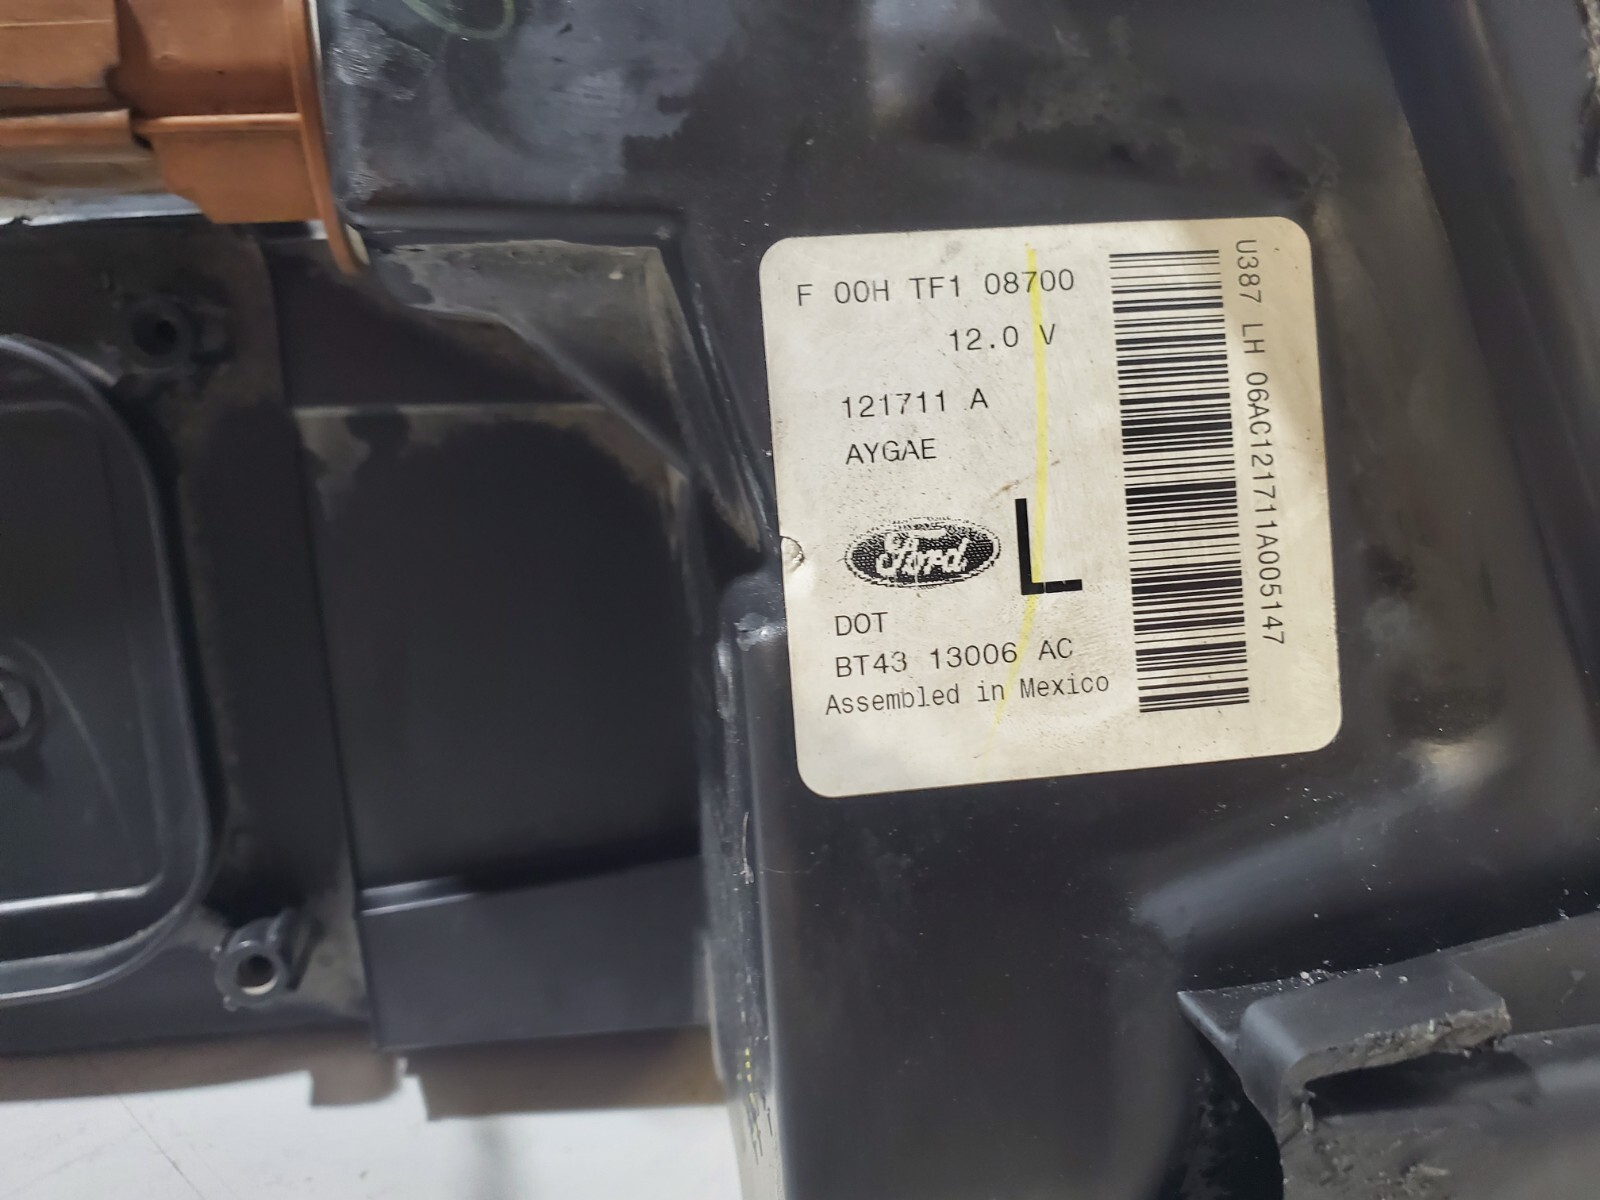 F 00H TF1 08700
12.0 V
121711 A
AYGAE
Ford
L
DOT
BT43 13006 AC
Assembled in Mexico
U387 LH 06AC121711A005147